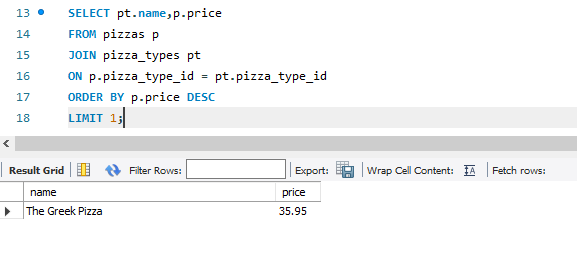 13 SELECT pt.name,p.price
14 FROM pizzas p
15 JOIN pizza_types pt
16 ON p.pizza_type_id = pt.pizza_type_id
17 ORDER BY p.price DESC
18 LIMIT 1;
Result Grid Filter Rows: Export: Wrap Cell Content: Fetch rows:
name price
The Greek Pizza 35.95